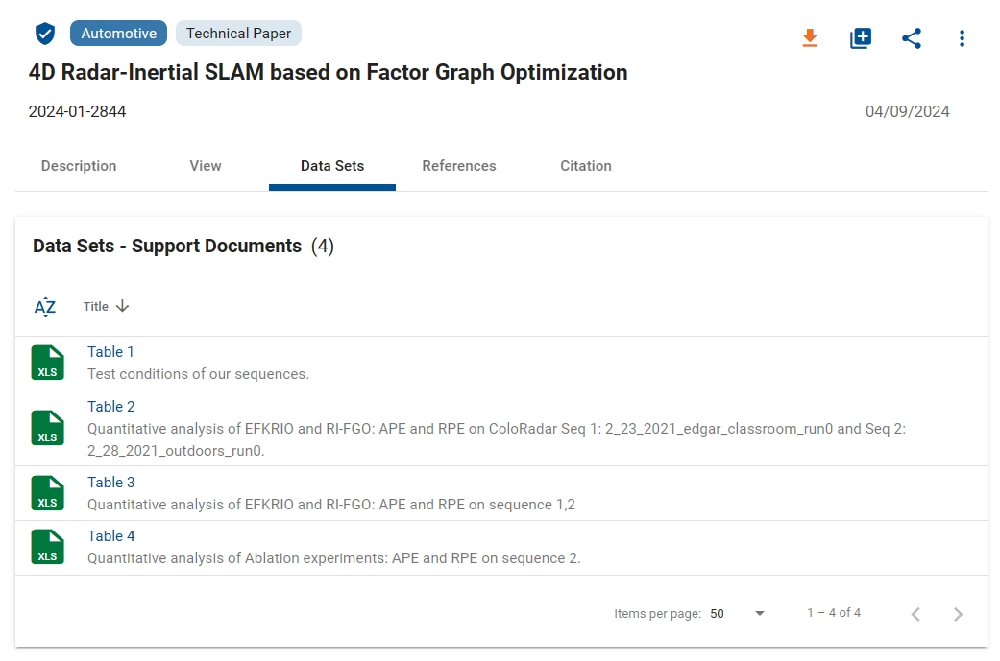 Automotive Technical Paper
4D Radar-Inertial SLAM based on Factor Graph Optimization
2024-01-2844 04/09/2024
Description View Data Sets References Citation
Data Sets - Support Documents (4)
AZ Title
XLS Table 1
Test conditions of our sequences.
XLS Table 2
Quantitative analysis of EFKRIO and RI-FGO: APE and RPE on ColoRadar Seq 1: 2_23_2021_edgar_classroom_run0 and Seq 2:
2_28_2021_outdoors_run0.
XLS Table 3
Quantitative analysis of EFKRIO and RI-FGO: APE and RPE on sequence 1,2
XLS Table 4
Quantitative analysis of Ablation experiments: APE and RPE on sequence 2.
Items per page: 50 1 – 4 of 4